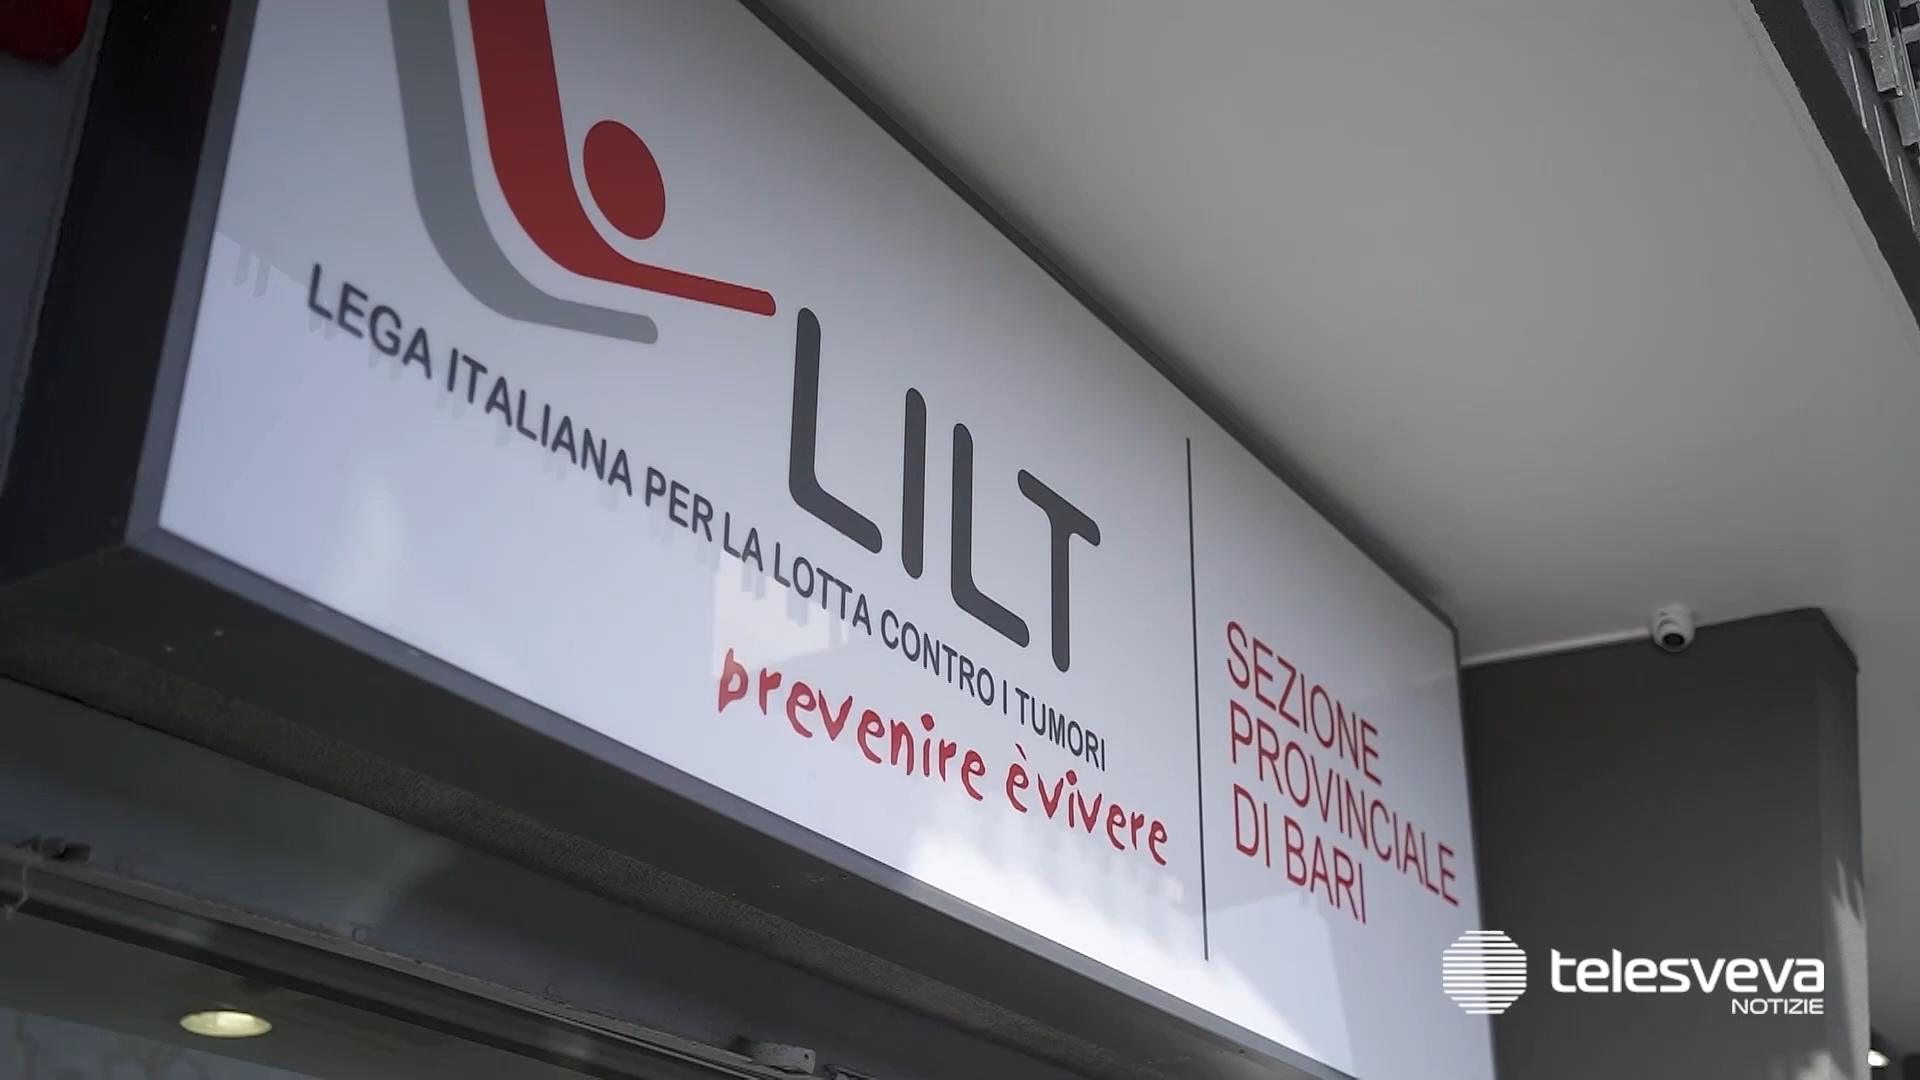 LILT
LEGA ITALIANA PER LA LOTTA CONTRO I TUMORI
prevenire è vivere
SEZIONE
PROVINCIALE
DI BARI
telesveva
NOTIZIE